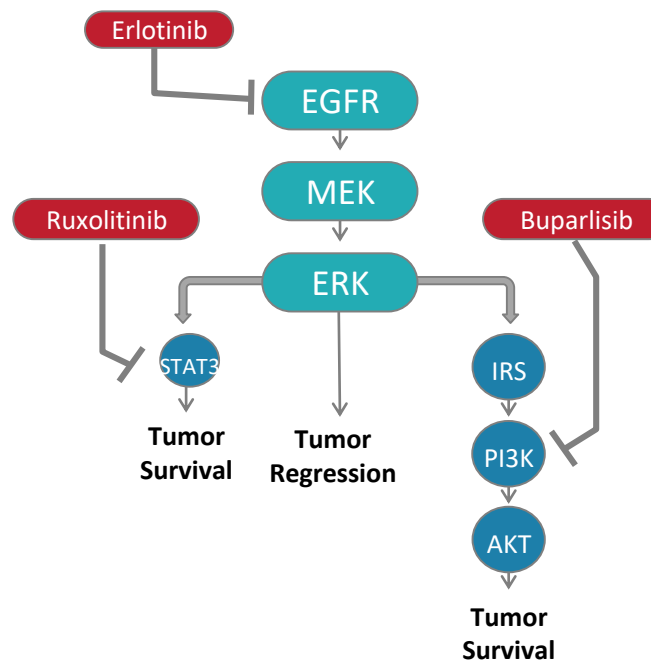 Erlotinib
EGFR
MEK
Ruxolitinib
Buparlisib
ERK
STAT3
IRS
Tumor
Survival
Tumor
Regression
PI3K
AKT
Tumor
Survival